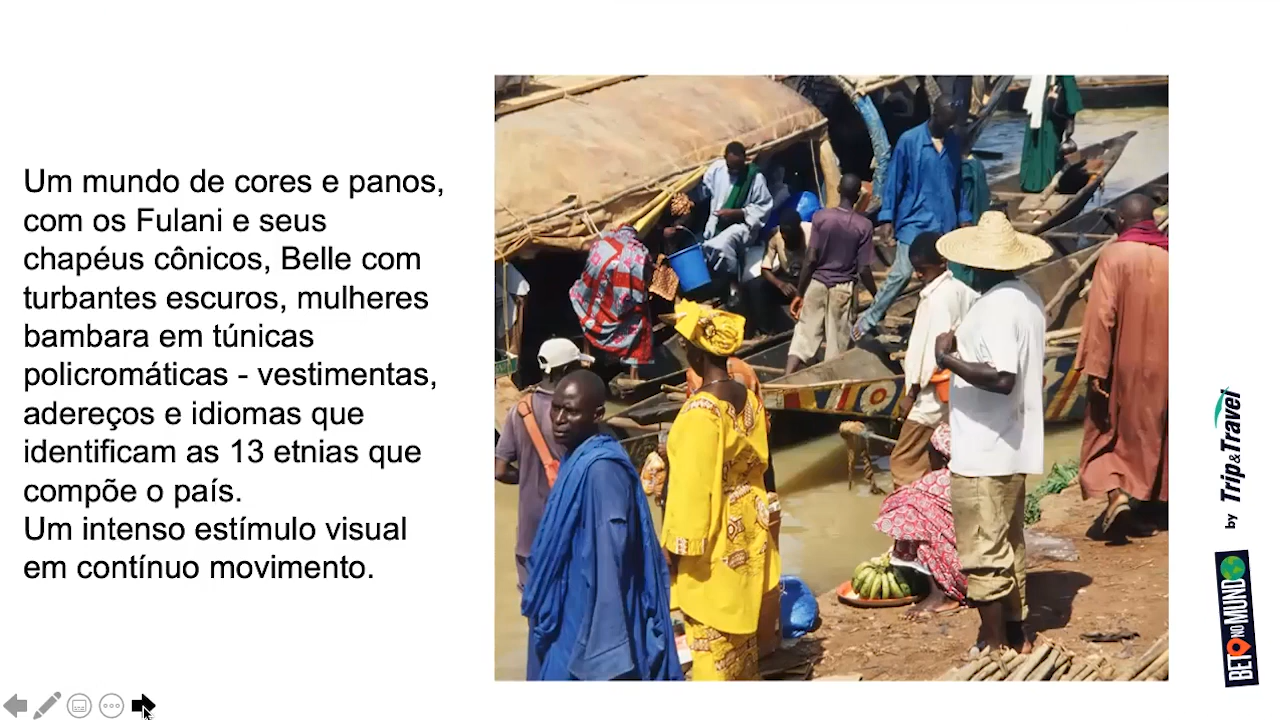 Um mundo de cores e panos,
com os Fulani e seus
chapéus cônicos, Belle com
turbantes escuros, mulheres
bambara em túnicas
policromáticas - vestimentas,
adereços e idiomas que
identificam as 13 etnias que
compõe o país.
Um intenso estímulo visual
em contínuo movimento.
by Trip&Travel
BETO NO MUNDO